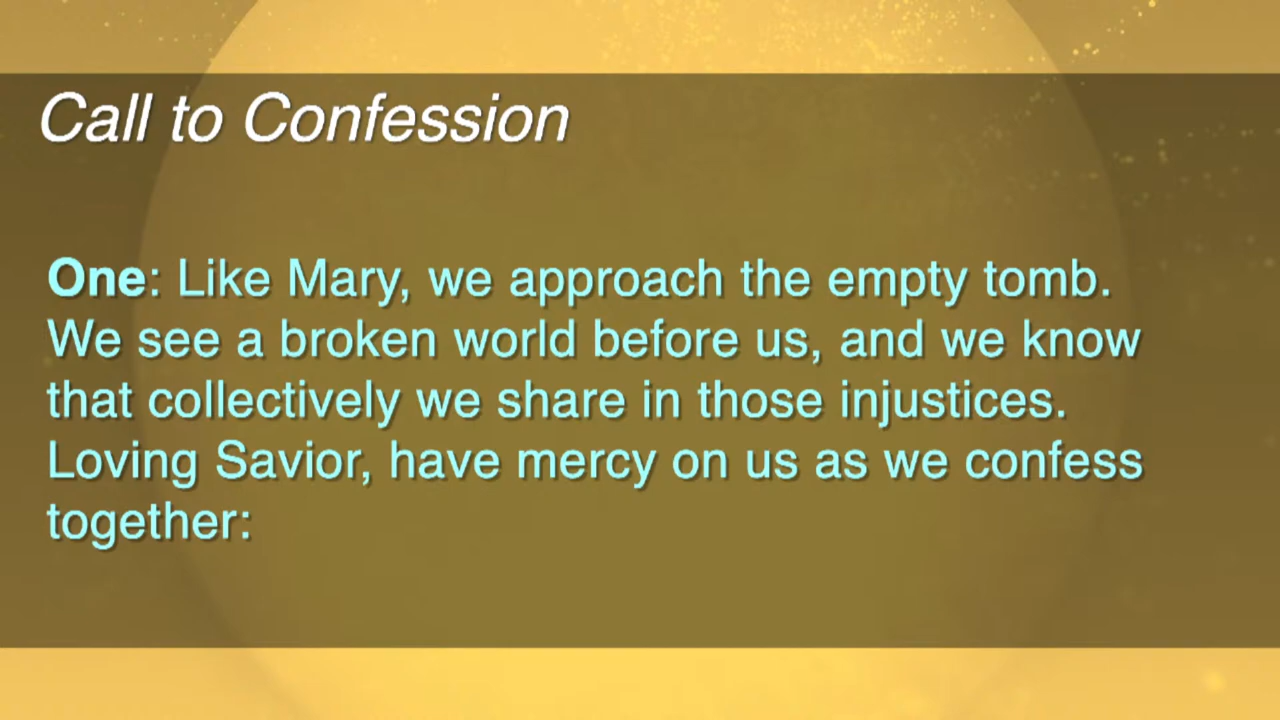 Call to Confession
One: Like Mary, we approach the empty tomb.
We see a broken world before us, and we know
that collectively we share in those injustices.
Loving Savior, have mercy on us as we confess
together: